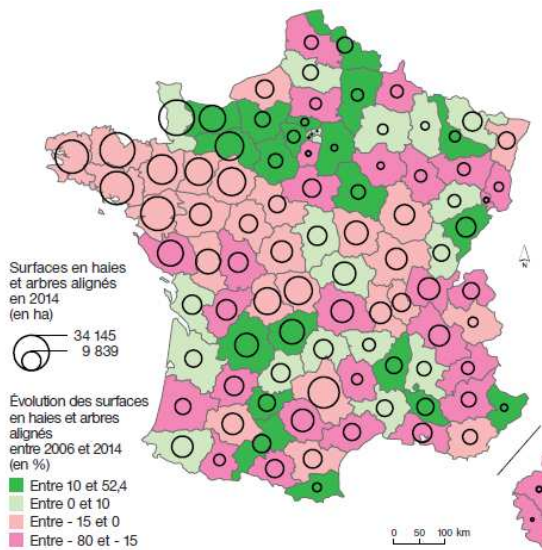 N
Surfaces en haies
et arbres alignés
en 2014
(en ha)
34 145
9 839
Évolution des surfaces
en haies et arbres
alignés
entre 2006 et 2014
(en %)
Entre 10 et 52,4
Entre 0 et 10
Entre - 15 et 0
Entre - 80 et - 15
0 50 100 km